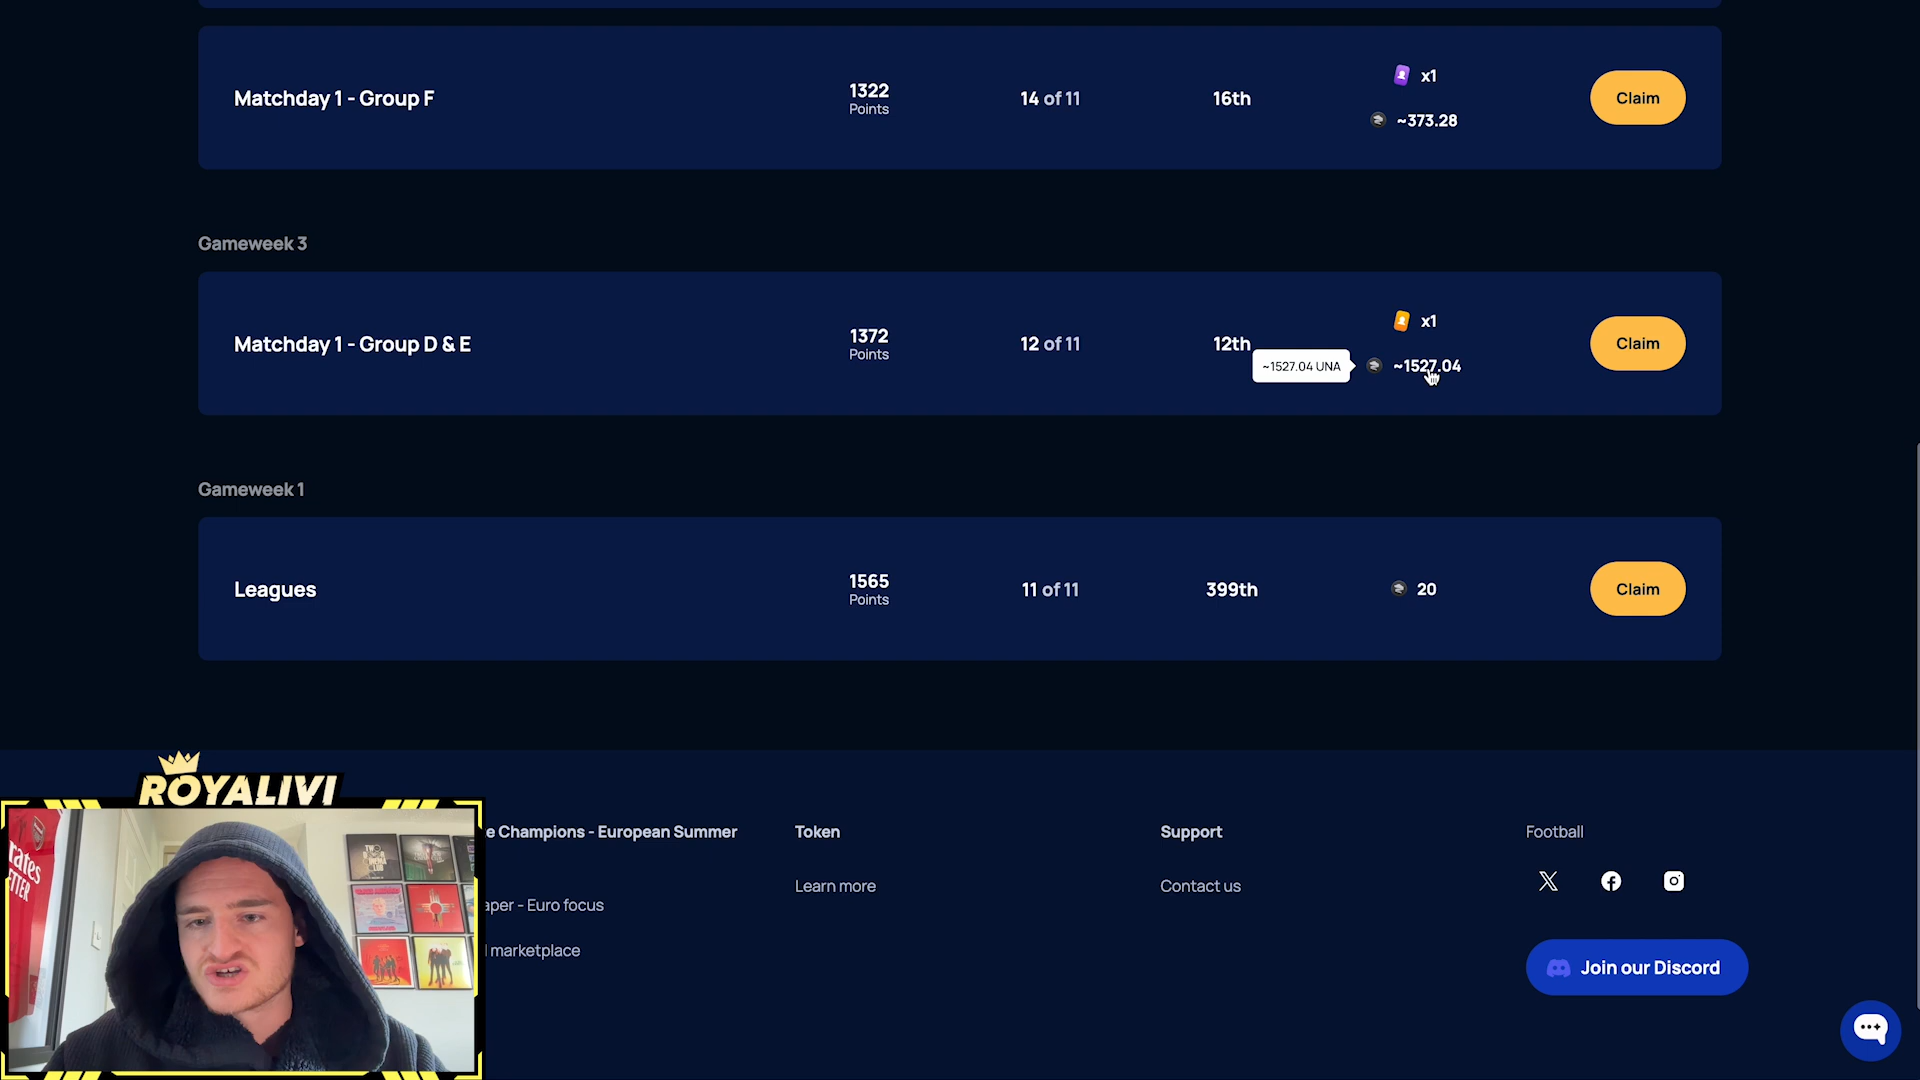 Matchday 1 - Group F
1322
Points
14 of 11
16th
x1
~373.28
Claim
Gameweek 3
Matchday 1 - Group D & E
1372
Points
12 of 11
12th
~1527.04 UNA
x1
~1527.04
Claim
Gameweek 1
Leagues
1565
Points
11 of 11
399th
20
Claim
ROYALIVI
e Champions - European Summer
aper - Euro focus
marketplace
Token
Learn more
Support
Contact us
Football
Join our Discord